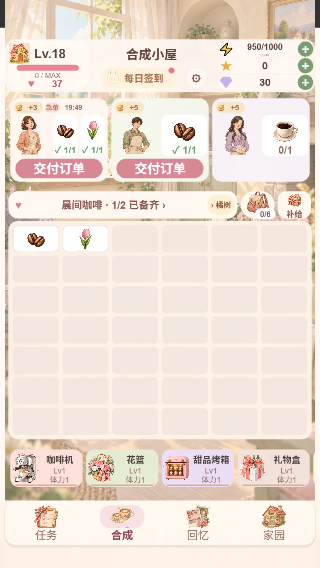 Lv.18
合成小屋
950/1000
0 / MAX
♥ 37
每日签到
0
30
+3 急单 19:49
✓ 1/1 ✓ 1/1
交付订单
+5
✓ 1/1
交付订单
+5
0/1
♥ 晨间咖啡 · 1/2 已备齐 ›
› 橘树
0/6
补给
咖啡机
Lv1
体力1
花篮
Lv1
体力1
甜品烤箱
Lv1
体力1
礼物盒
Lv1
体力1
任务
合成
回忆
家园